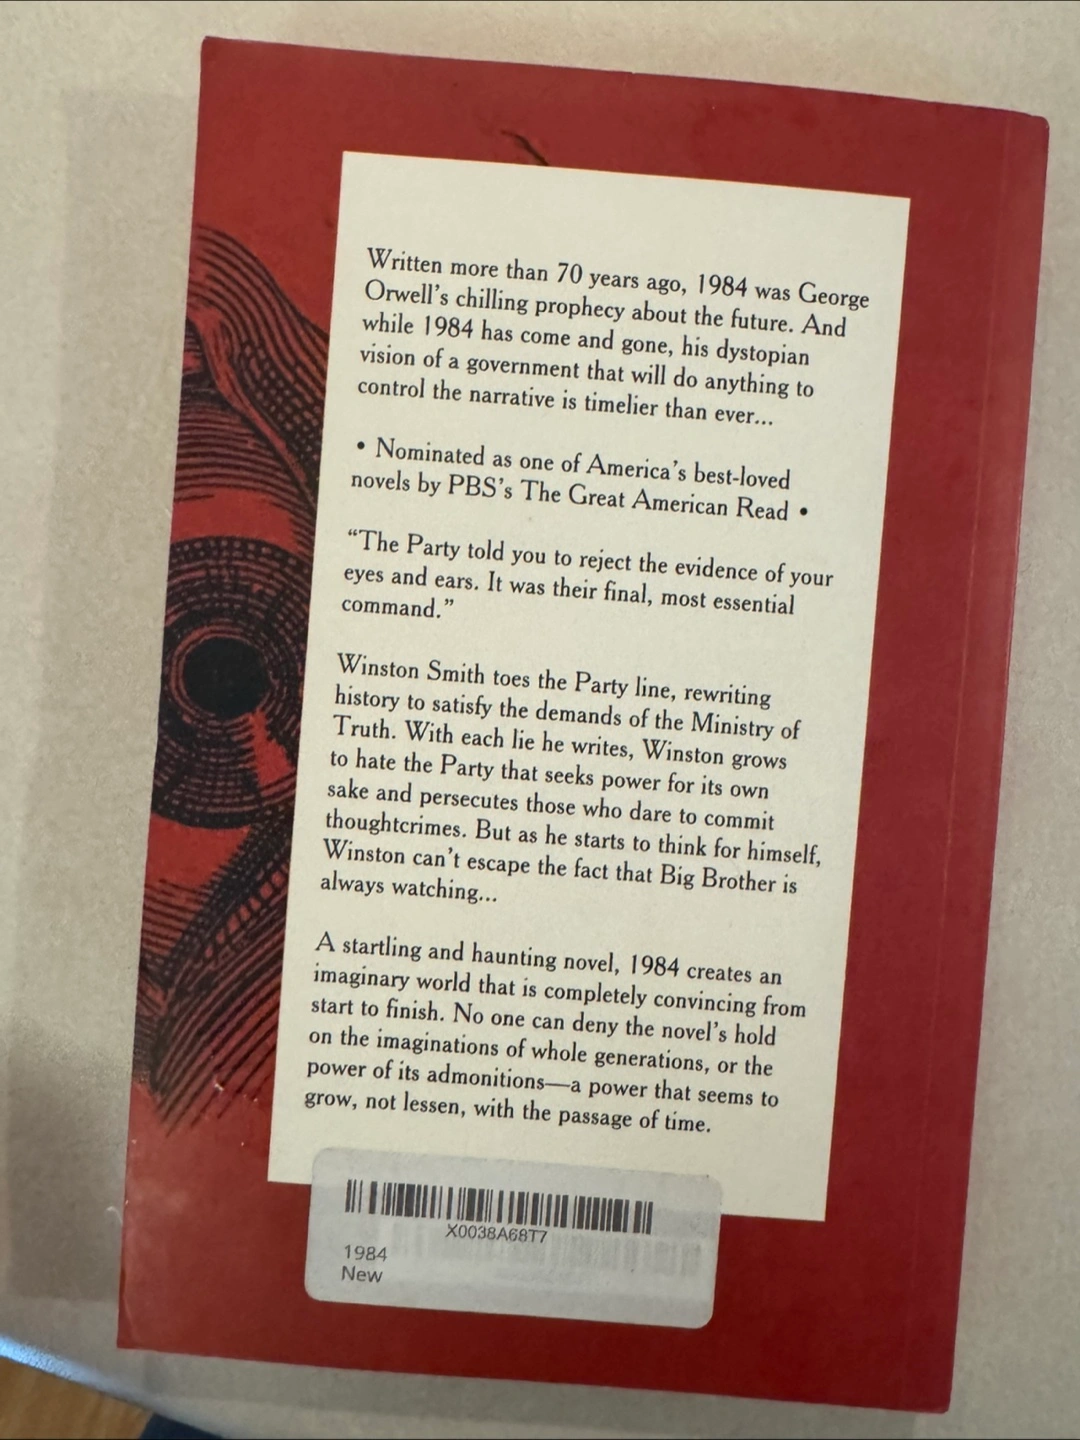 Written more than 70 years ago, 1984 was George
Orwell's chilling prophecy about the future. And
while 1984 has come and gone, his dystopian
vision of a government that will do anything to
control the narrative is timelier than ever...
• Nominated as one of America's best-loved
novels by PBS's The Great American Read •
“The Party told you to reject the evidence of your
eyes and ears. It was their final, most essential
command.”
Winston Smith toes the Party line, rewriting
history to satisfy the demands of the Ministry of
Truth. With each lie he writes, Winston grows
to hate the Party that seeks power for its own
sake and persecutes those who dare to commit
thoughtcrimes. But as he starts to think for himself,
Winston can't escape the fact that Big Brother is
always watching...
A startling and haunting novel, 1984 creates an
imaginary world that is completely convincing from
start to finish. No one can deny the novel's hold
on the imaginations of whole generations, or the
power of its admonitions—a power that seems to
grow, not lessen, with the passage of time.
X0038A68T7
1984
New